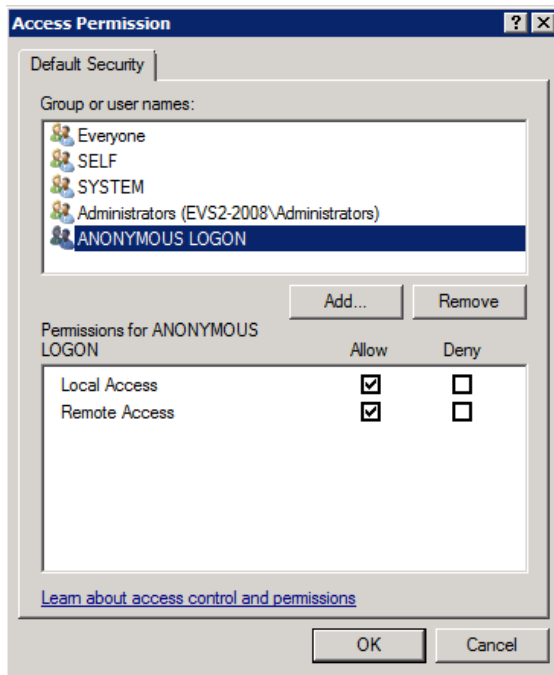 Access Permission
Default Security
Group or user names:
Everyone
SELF
SYSTEM
Administrators (EVS2-2008\Administrators)
ANONYMOUS LOGON
Add... Remove
Permissions for ANONYMOUS
LOGON Allow Deny
Local Access
Remote Access
Learn about access control and permissions
OK Cancel